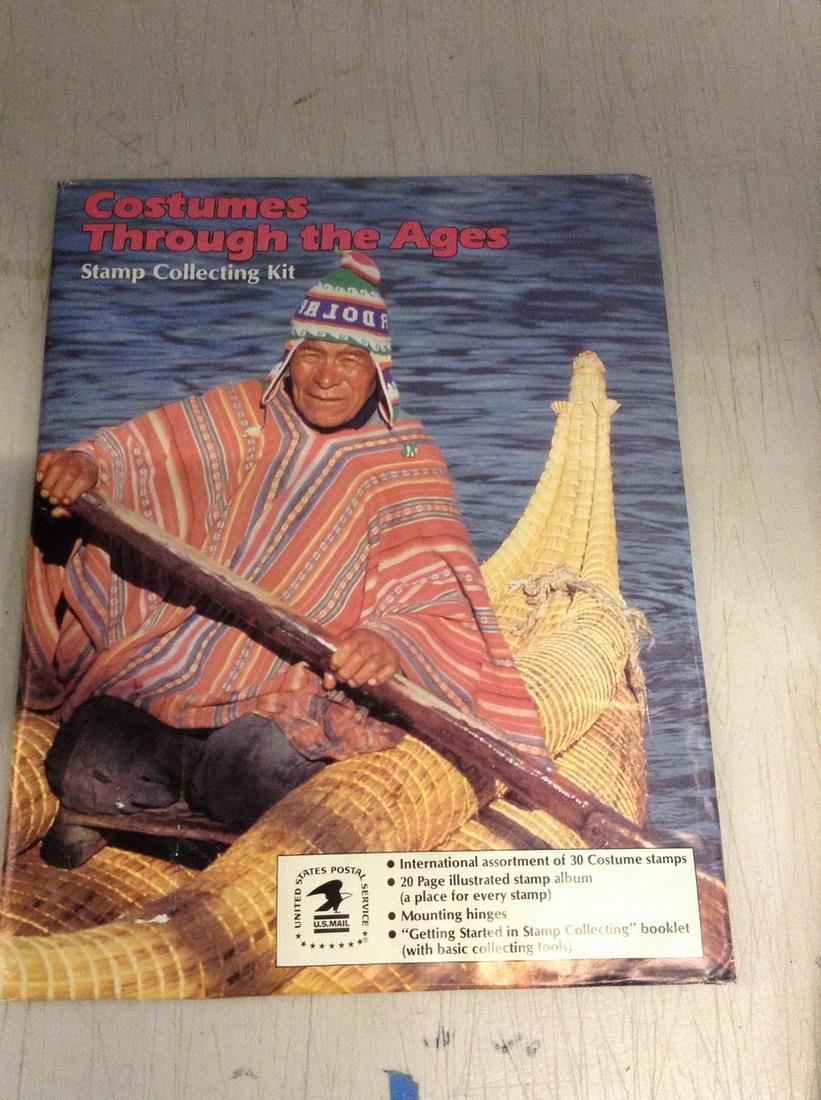 Costumes
Through the Ages
Stamp Collecting Kit
UNITED STATES POSTAL SERVICE
U.S.MAIL
®
• International assortment of 30 Costume stamps
• 20 Page illustrated stamp album
(a place for every stamp)
• Mounting hinges
• “Getting Started in Stamp Collecting” booklet
(with basic collecting tools)